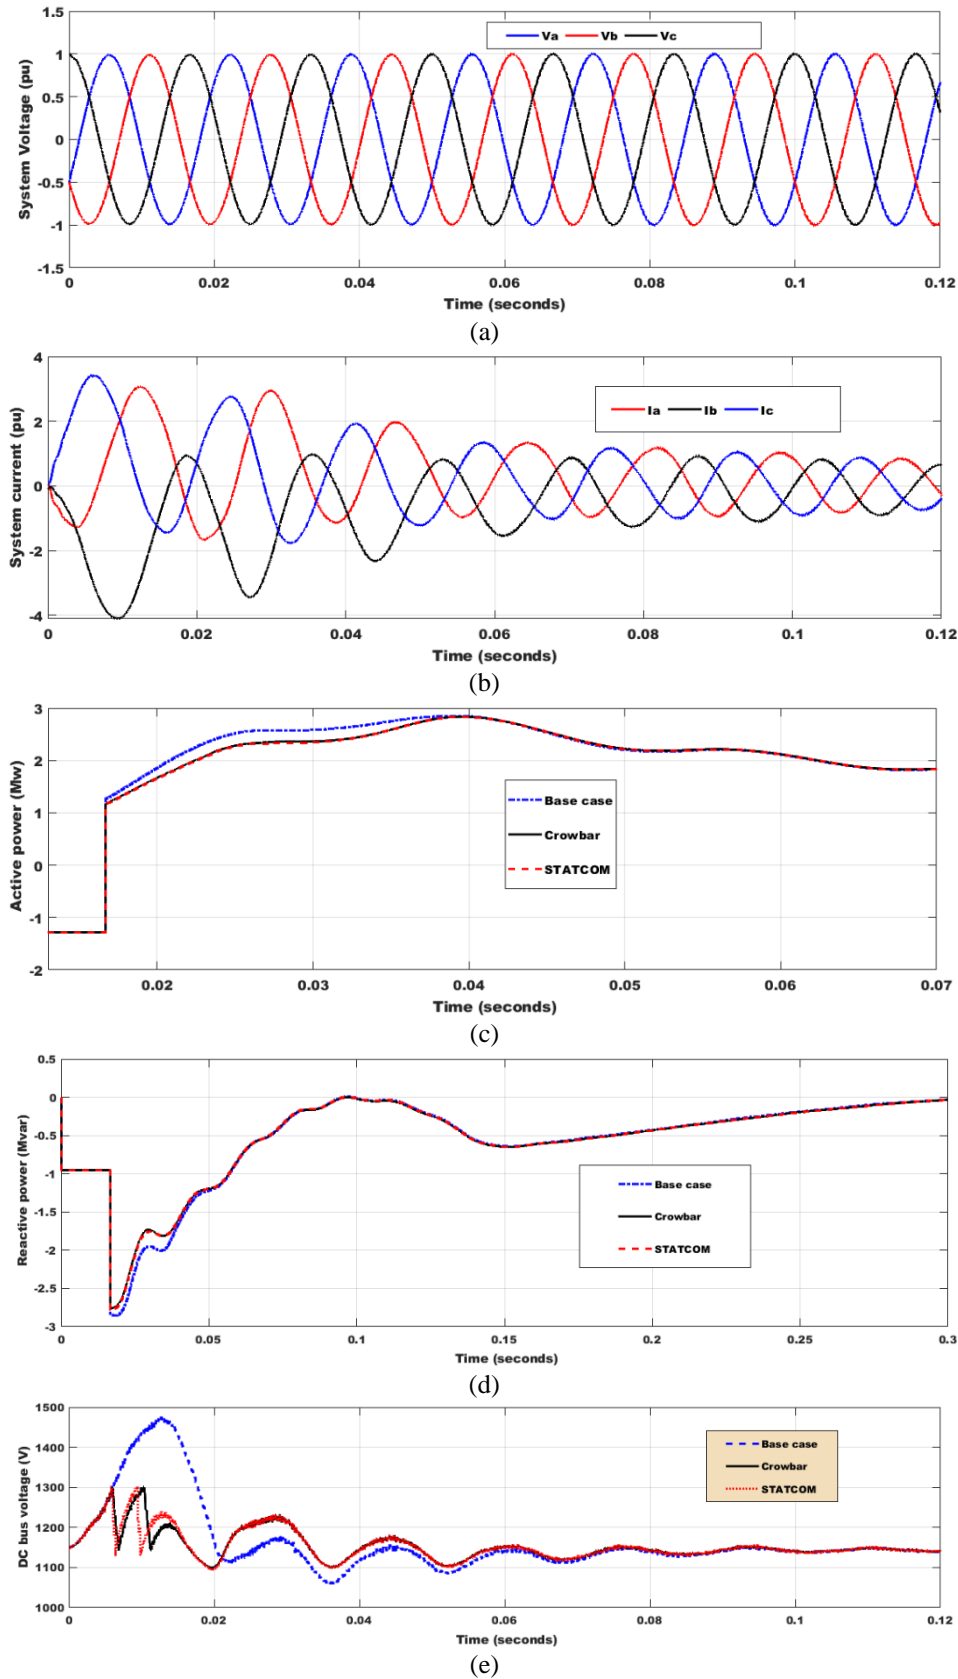 1.5
1
0.5
0
-0.5
-1
-1.5
System Voltage (pu)
Va Vb Vc
0 0.02 0.04 0.06 0.08 0.1 0.12
Time (seconds)
(a)
4
2
0
-2
-4
System current (pu)
Ia Ib Ic
0 0.02 0.04 0.06 0.08 0.1 0.12
Time (seconds)
(b)
3
2
1
0
-1
-2
Active power (Mw)
Base case
Crowbar
STATCOM
0.02 0.03 0.04 0.05 0.06 0.07
Time (seconds)
(c)
0.5
0
-0.5
-1
-1.5
-2
-2.5
-3
Reactive power (Mvar)
Base case
Crowbar
STATCOM
0 0.05 0.1 0.15 0.2 0.25 0.3
Time (seconds)
(d)
1500
1400
1300
1200
1100
1000
DC bus voltage (V)
Base case
Crowbar
STATCOM
0 0.02 0.04 0.06 0.08 0.1 0.12
Time (seconds)
(e)